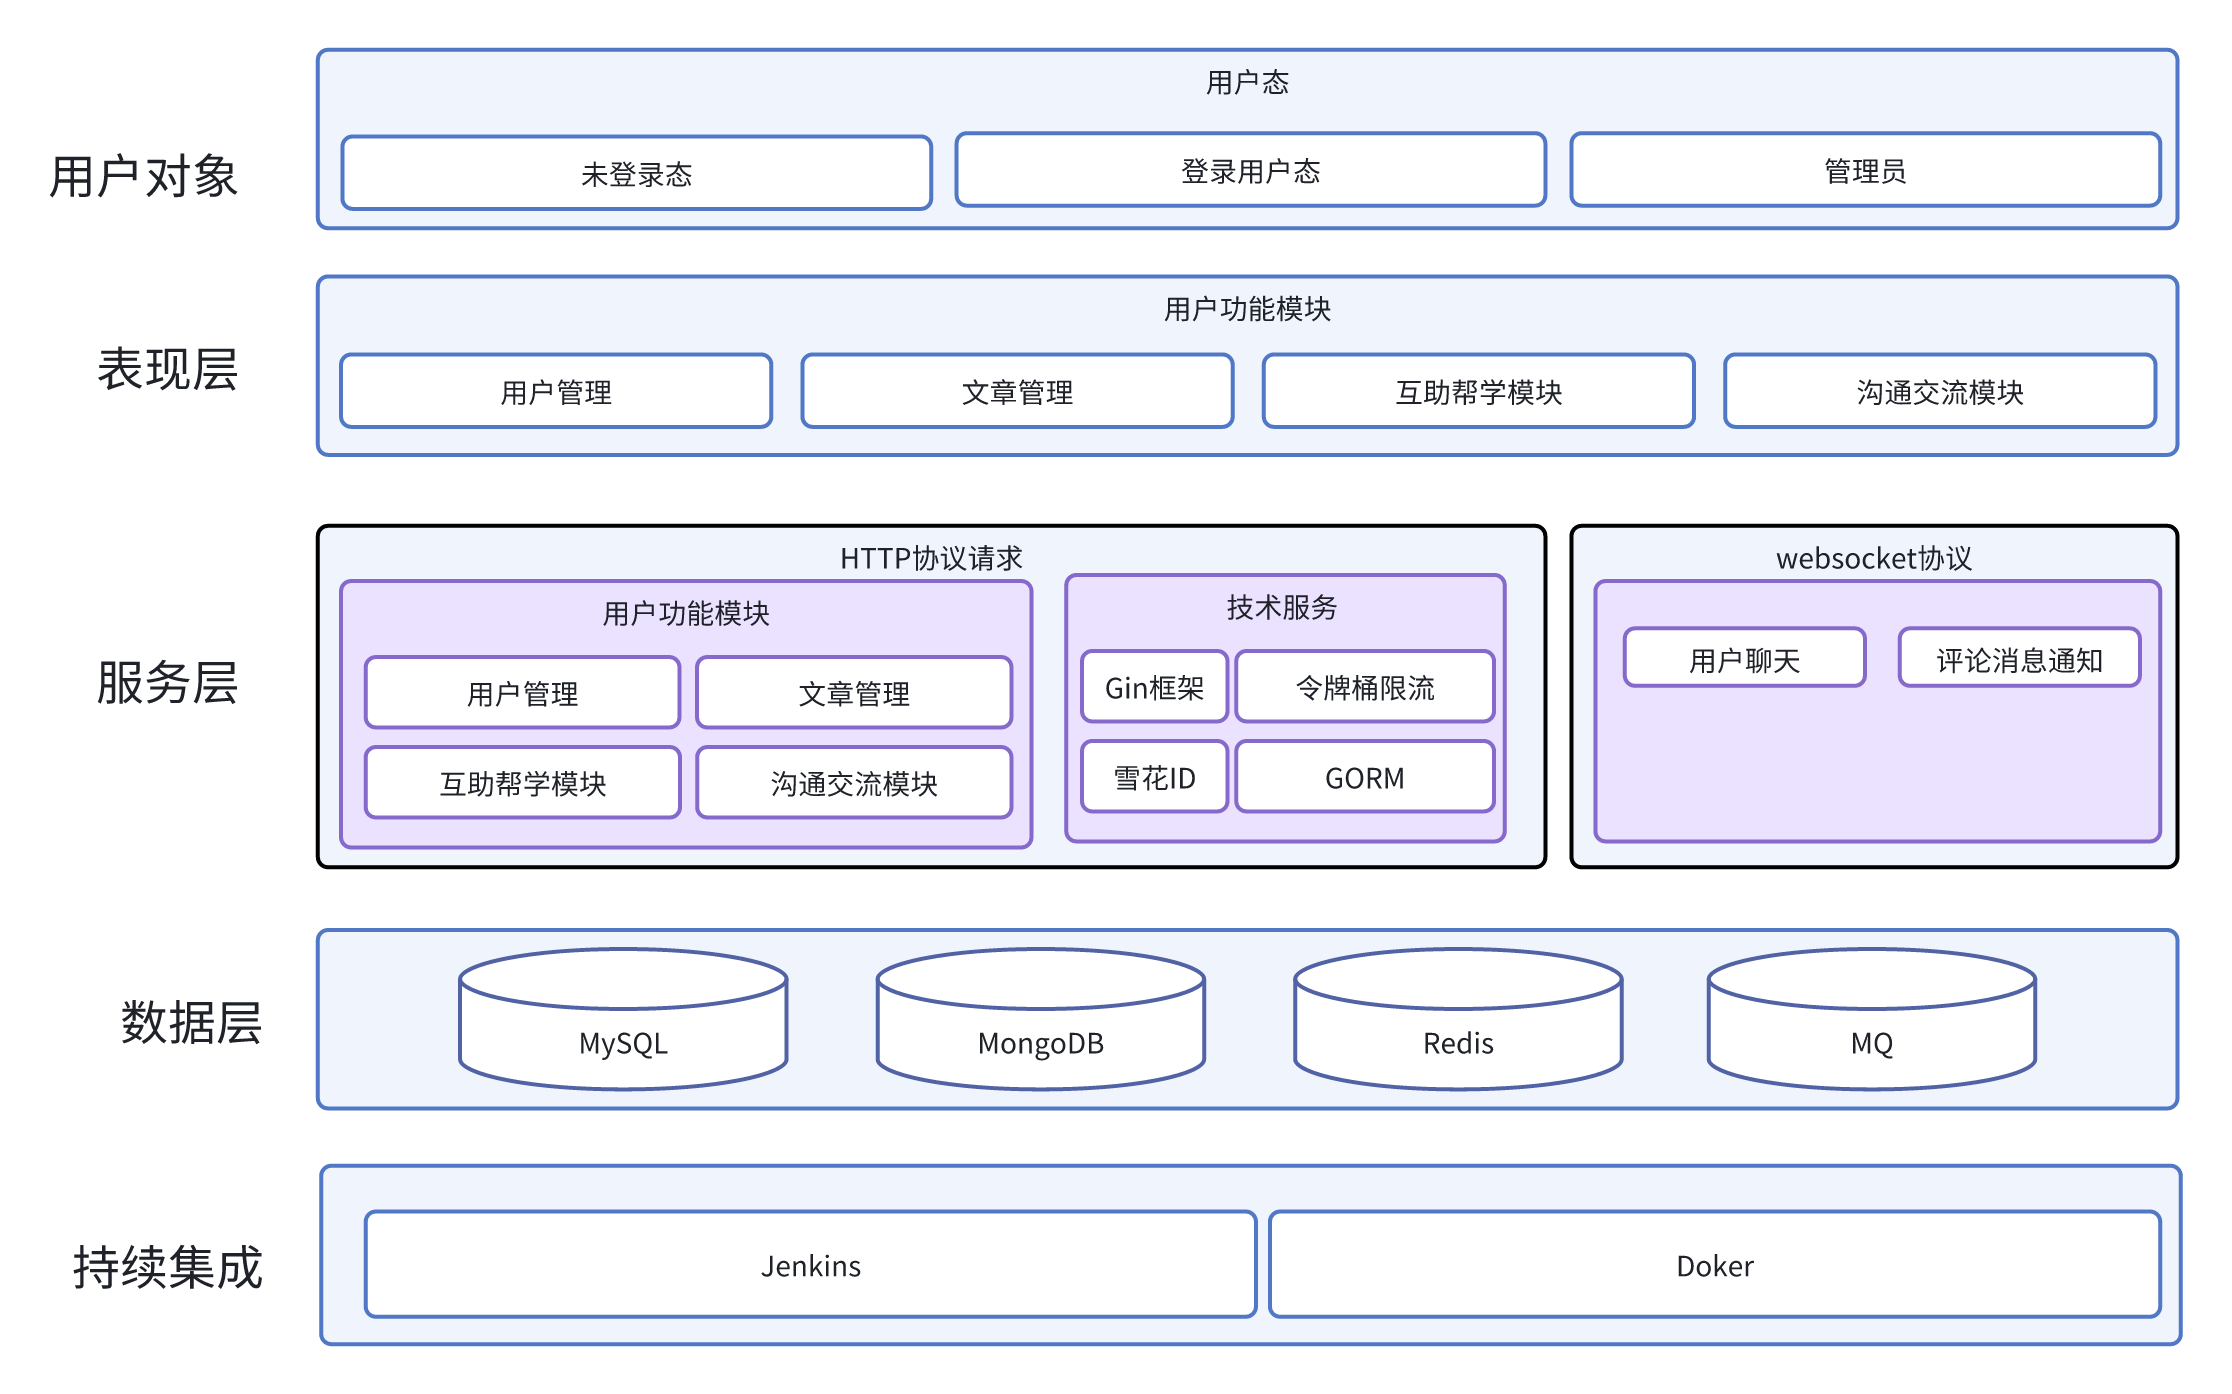 用户对象
用户态
未登录态
登录用户态
管理员
表现层
用户功能模块
用户管理
文章管理
互助帮学模块
沟通交流模块
服务层
HTTP协议请求
用户功能模块
用户管理
文章管理
互助帮学模块
沟通交流模块
技术服务
Gin框架
令牌桶限流
雪花ID
GORM
websocket协议
用户聊天
评论消息通知
数据层
MySQL
MongoDB
Redis
MQ
持续集成
Jenkins
Doker